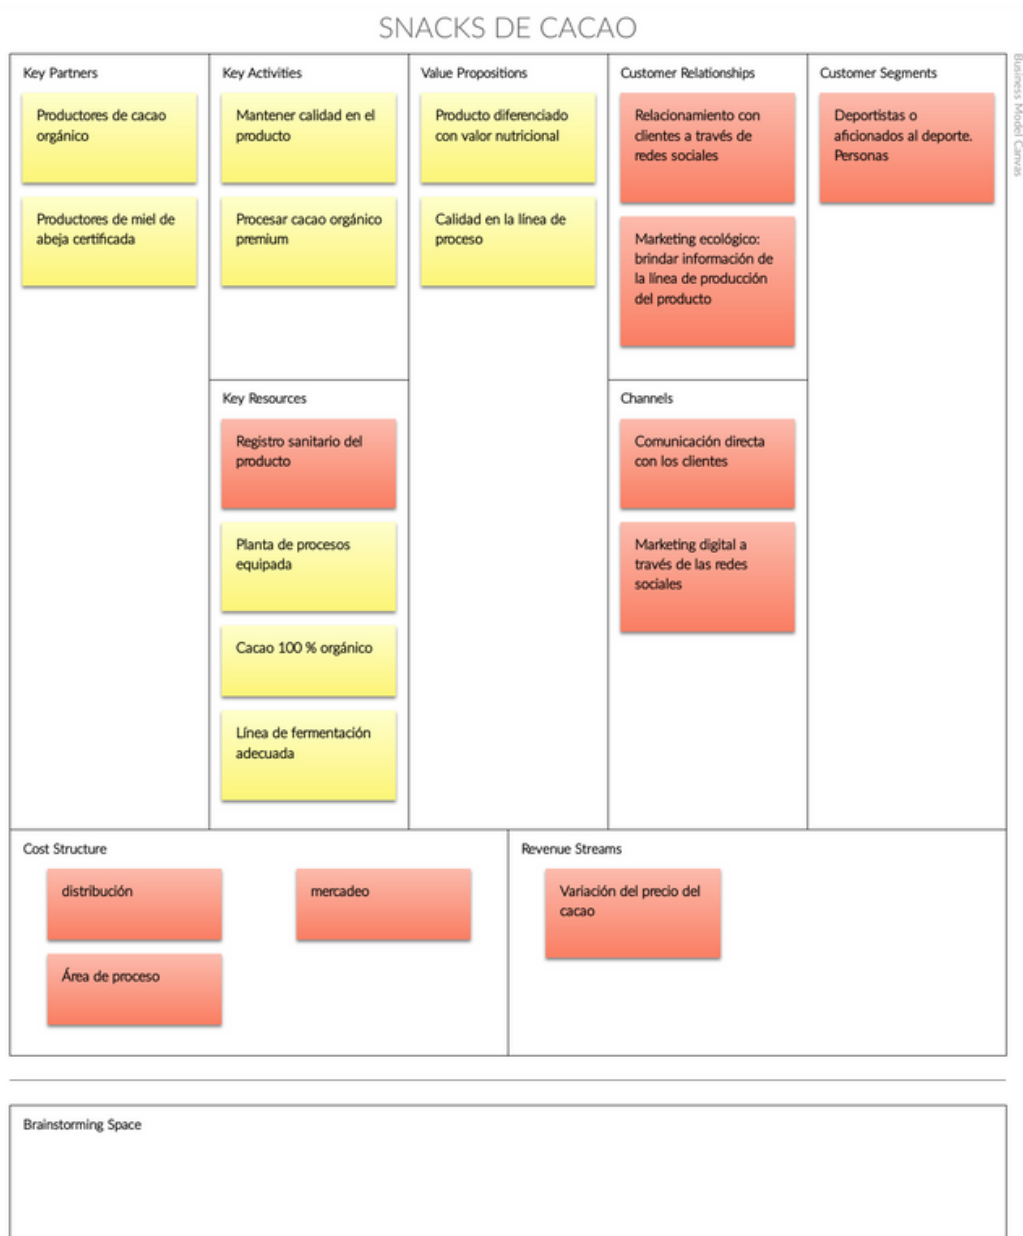 SNACKS DE CACAO
Business Model Canvas
Key Partners
Productores de cacao
orgánico
Productores de miel de
abeja certificada
Key Activities
Mantener calidad en el
producto
Procesar cacao orgánico
premium
Key Resources
Registro sanitario del
producto
Planta de procesos
equipada
Cacao 100 % orgánico
Línea de fermentación
adecuada
Value Propositions
Producto diferenciado
con valor nutricional
Calidad en la línea de
proceso
Customer Relationships
Relacionamiento con
clientes a través de
redes sociales
Marketing ecológico:
brindar información de
la línea de producción
del producto
Channels
Comunicación directa
con los clientes
Marketing digital a
través de las redes
sociales
Customer Segments
Deportistas o
aficionados al deporte.
Personas
Cost Structure
distribución
mercadeo
Área de proceso
Revenue Streams
Variación del precio del
cacao
Brainstorming Space